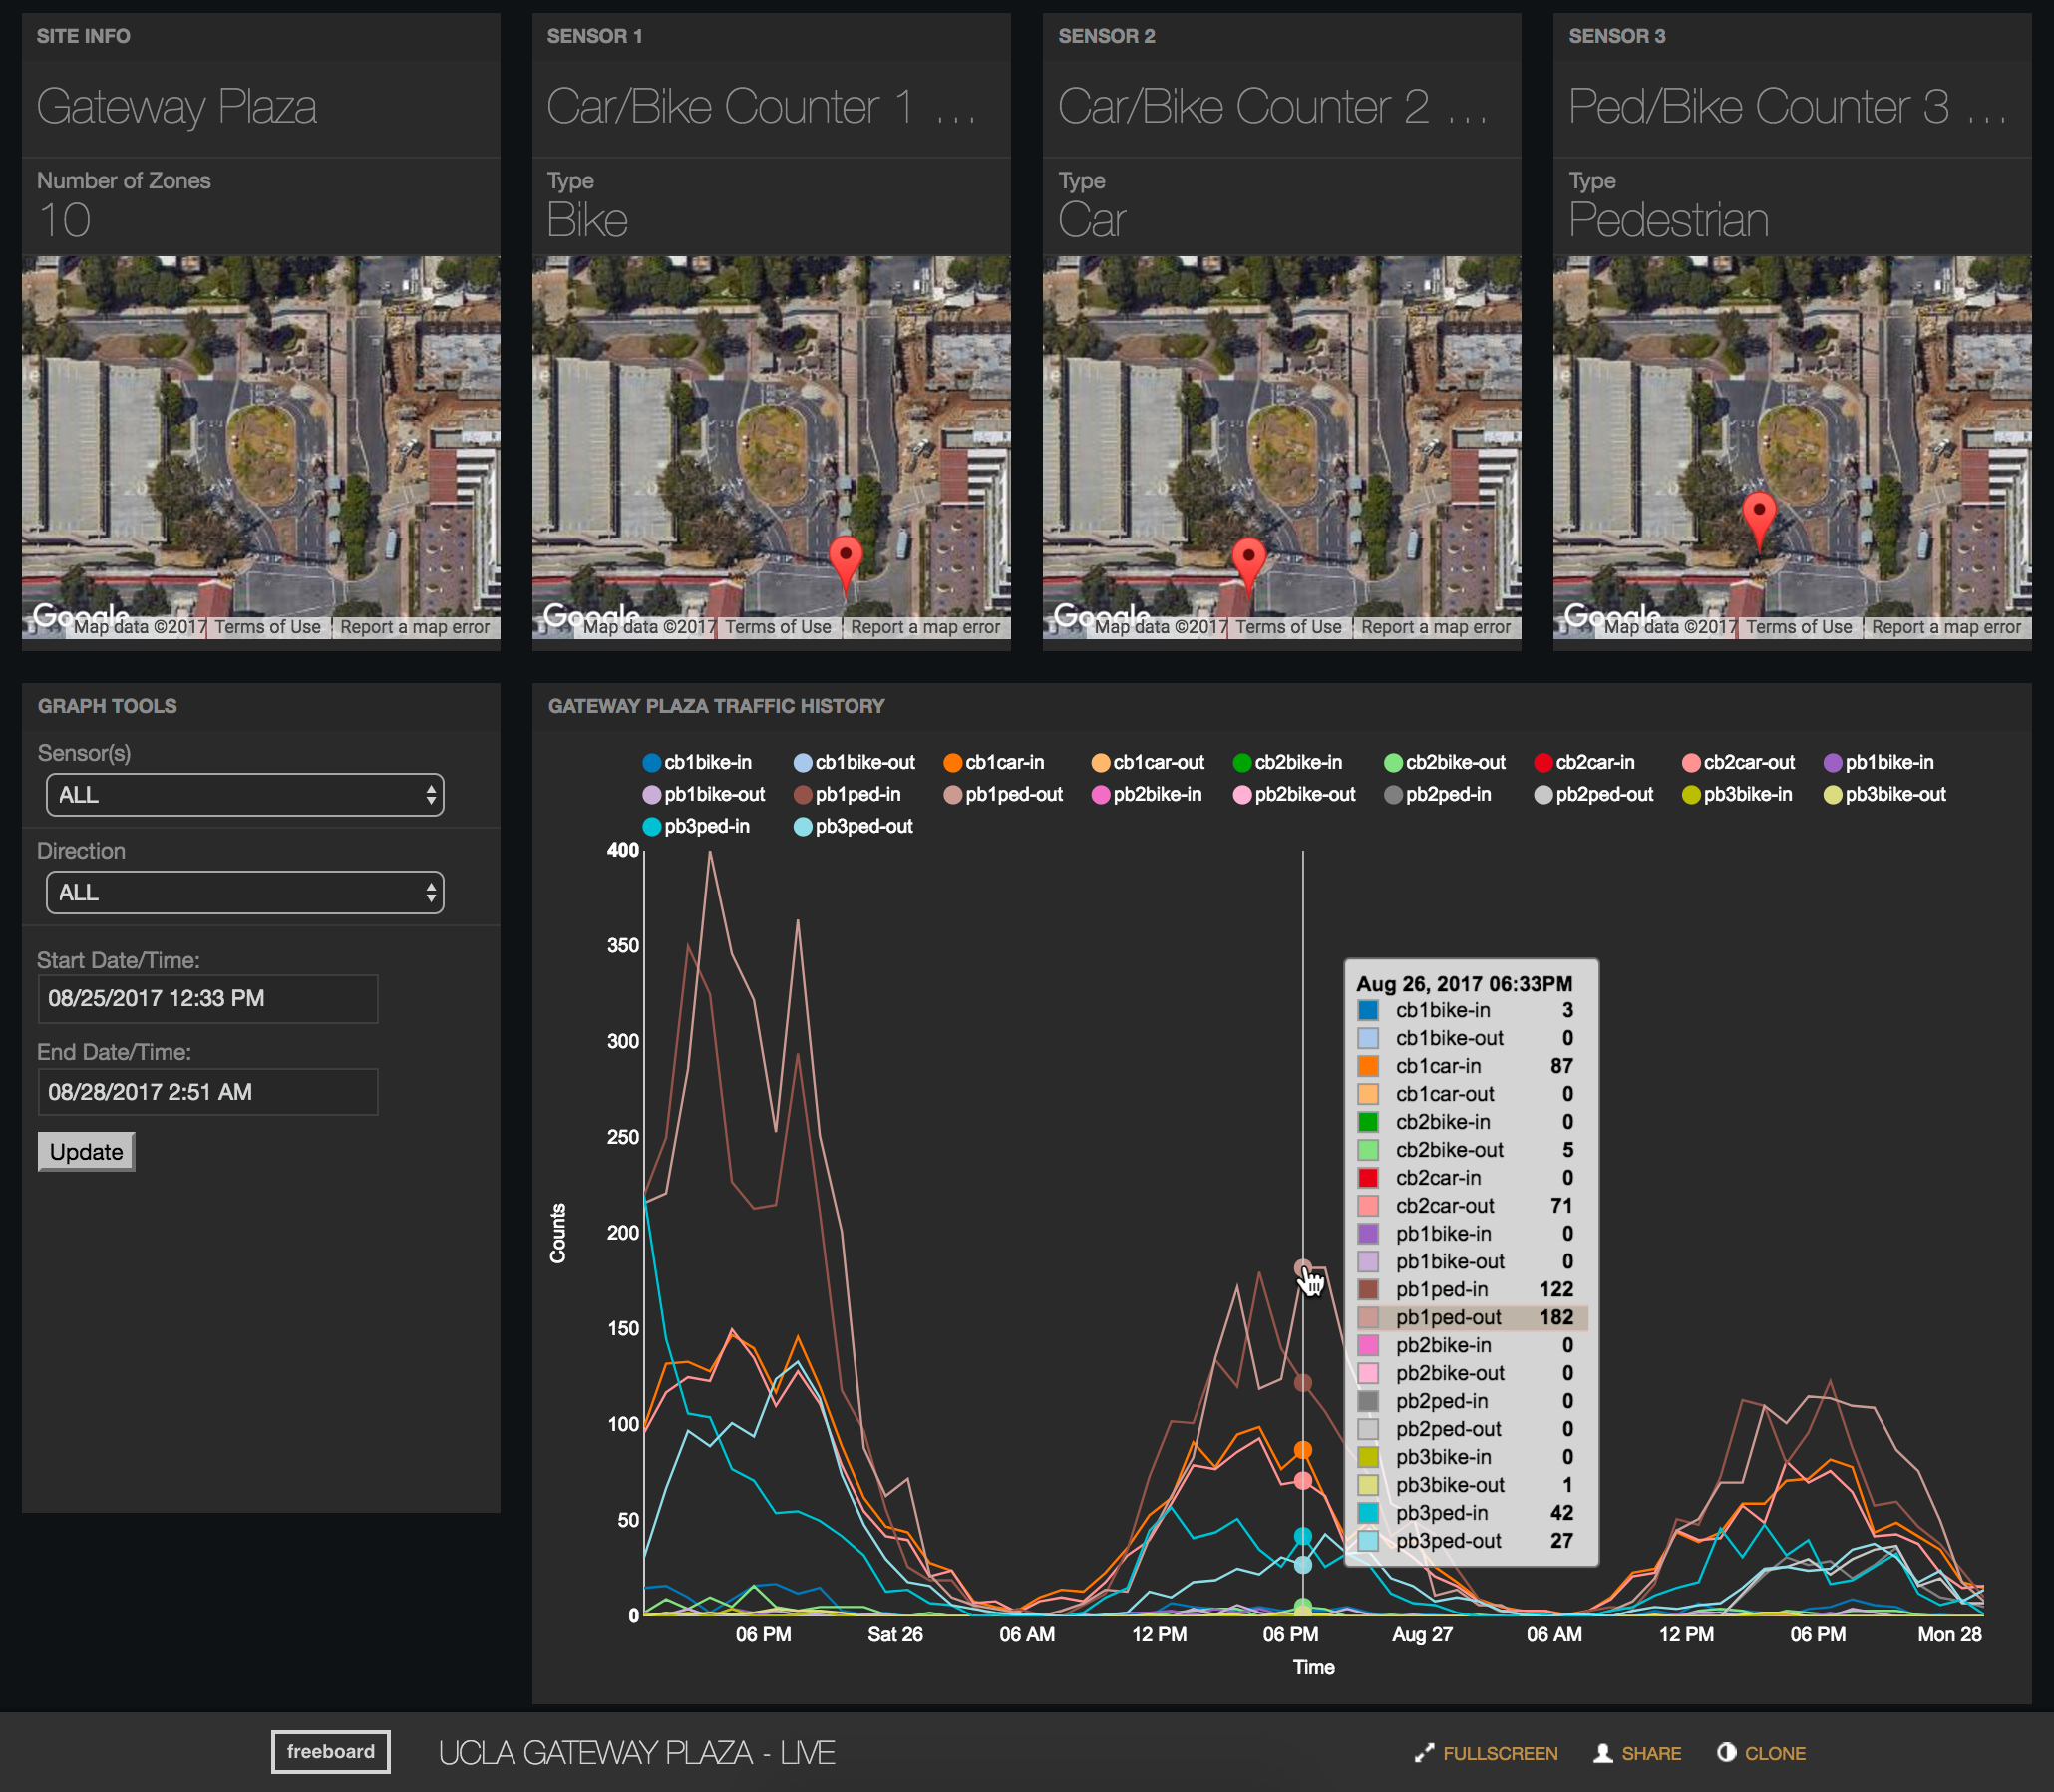 SITE INFO
Gateway Plaza
Number of Zones
10
Google
Map data ©2017 Terms of Use Report a map error
SENSOR 1
Car/Bike Counter 1 ...
Type
Bike
Google
Map data ©2017 Terms of Use Report a map error
SENSOR 2
Car/Bike Counter 2 ...
Type
Car
Google
Map data ©2017 Terms of Use Report a map error
SENSOR 3
Ped/Bike Counter 3 ...
Type
Pedestrian
Google
Map data ©2017 Terms of Use Report a map error
GRAPH TOOLS
Sensor(s)
ALL
Direction
ALL
Start Date/Time:
08/25/2017 12:33 PM
End Date/Time:
08/28/2017 2:51 AM
Update
GATEWAY PLAZA TRAFFIC HISTORY
cb1bike-in cb1bike-out cb1car-in cb1car-out cb2bike-in cb2bike-out cb2car-in cb2car-out pb1bike-in
pb1bike-out pb1ped-in pb1ped-out pb2bike-in pb2bike-out pb2ped-in pb2ped-out pb3bike-in pb3bike-out
pb3ped-in pb3ped-out
400
350
300
250
200
150
100
50
0
Counts
Aug 26, 2017 06:33PM
cb1bike-in 3
cb1bike-out 0
cb1car-in 87
cb1car-out 0
cb2bike-in 0
cb2bike-out 5
cb2car-in 0
cb2car-out 71
pb1bike-in 0
pb1bike-out 0
pb1ped-in 122
pb1ped-out 182
pb2bike-in 0
pb2bike-out 0
pb2ped-in 0
pb2ped-out 0
pb3bike-in 0
pb3bike-out 1
pb3ped-in 42
pb3ped-out 27
06 PM Sat 26 06 AM 12 PM 06 PM Aug 27 06 AM 12 PM 06 PM Mon 28
Time
freeboard UCLA GATEWAY PLAZA - LIVE FULLSCREEN SHARE CLONE